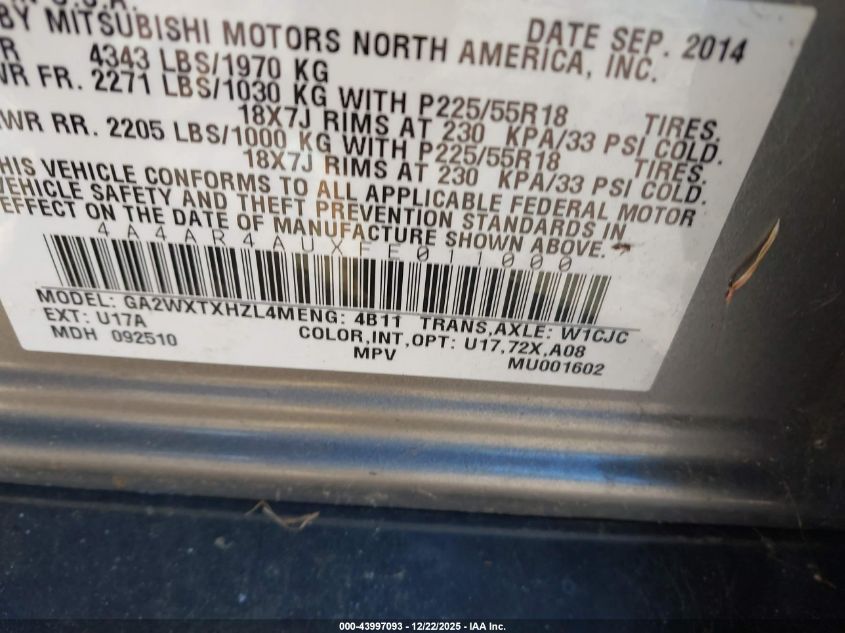 BY MITSUBISHI MOTORS NORTH AMERICA, INC.
DATE SEP. 2014
4343 LBS/1970 KG
WR FR. 2271 LBS/1030 KG WITH P225/55R18 TIRES.
18X7J RIMS AT 230 KPA/33 PSI COLD.
WR RR. 2205 LBS/1000 KG WITH P225/55R18 TIRES.
18X7J RIMS AT 230 KPA/33 PSI COLD.
HIS VEHICLE CONFORMS TO ALL APPLICABLE FEDERAL MOTOR
VEHICLE SAFETY AND THEFT PREVENTION STANDARDS IN
EFFECT ON THE DATE OF MANUFACTURE SHOWN ABOVE.
4A4AR4AUXFE011000
MODEL: GA2WXTXHZL4MENG: 4B11 TRANS,AXLE: W1CJC
EXT: U17A COLOR,INT,OPT: U17,72X,A08
MDH 092510 MPV MU001602
000-43997093 - 12/22/2025 - IAA Inc.